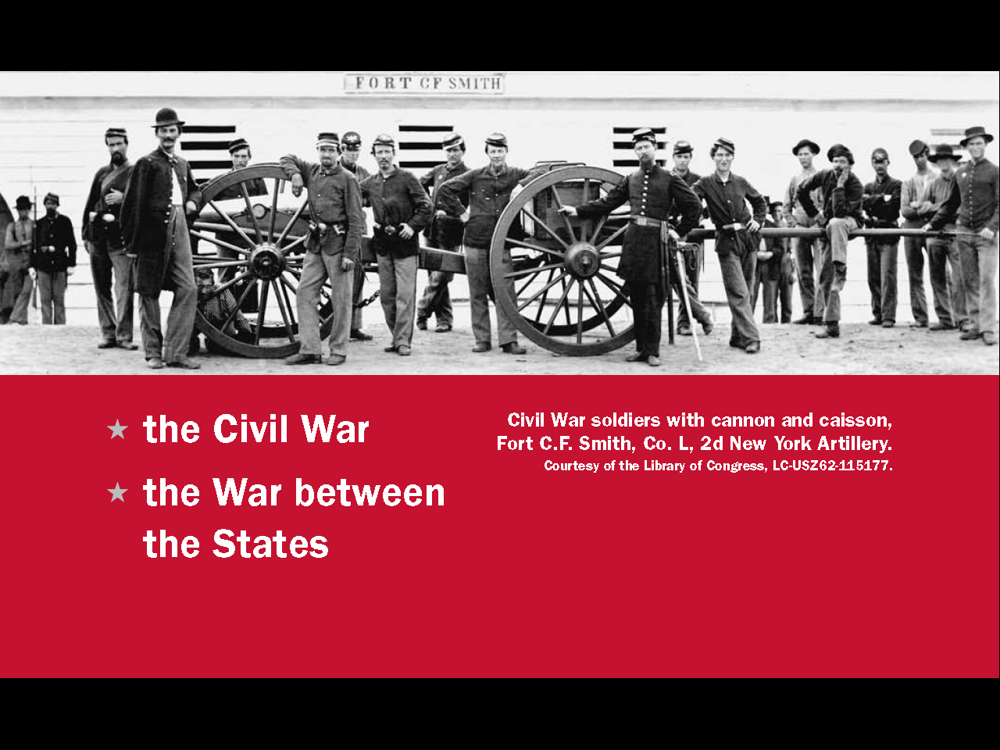 FORT CF SMITH
the Civil War
the War between
the States
Civil War soldiers with cannon and caisson,
Fort C.F. Smith, Co. L, 2d New York Artillery.
Courtesy of the Library of Congress, LC-USZ62-115177.